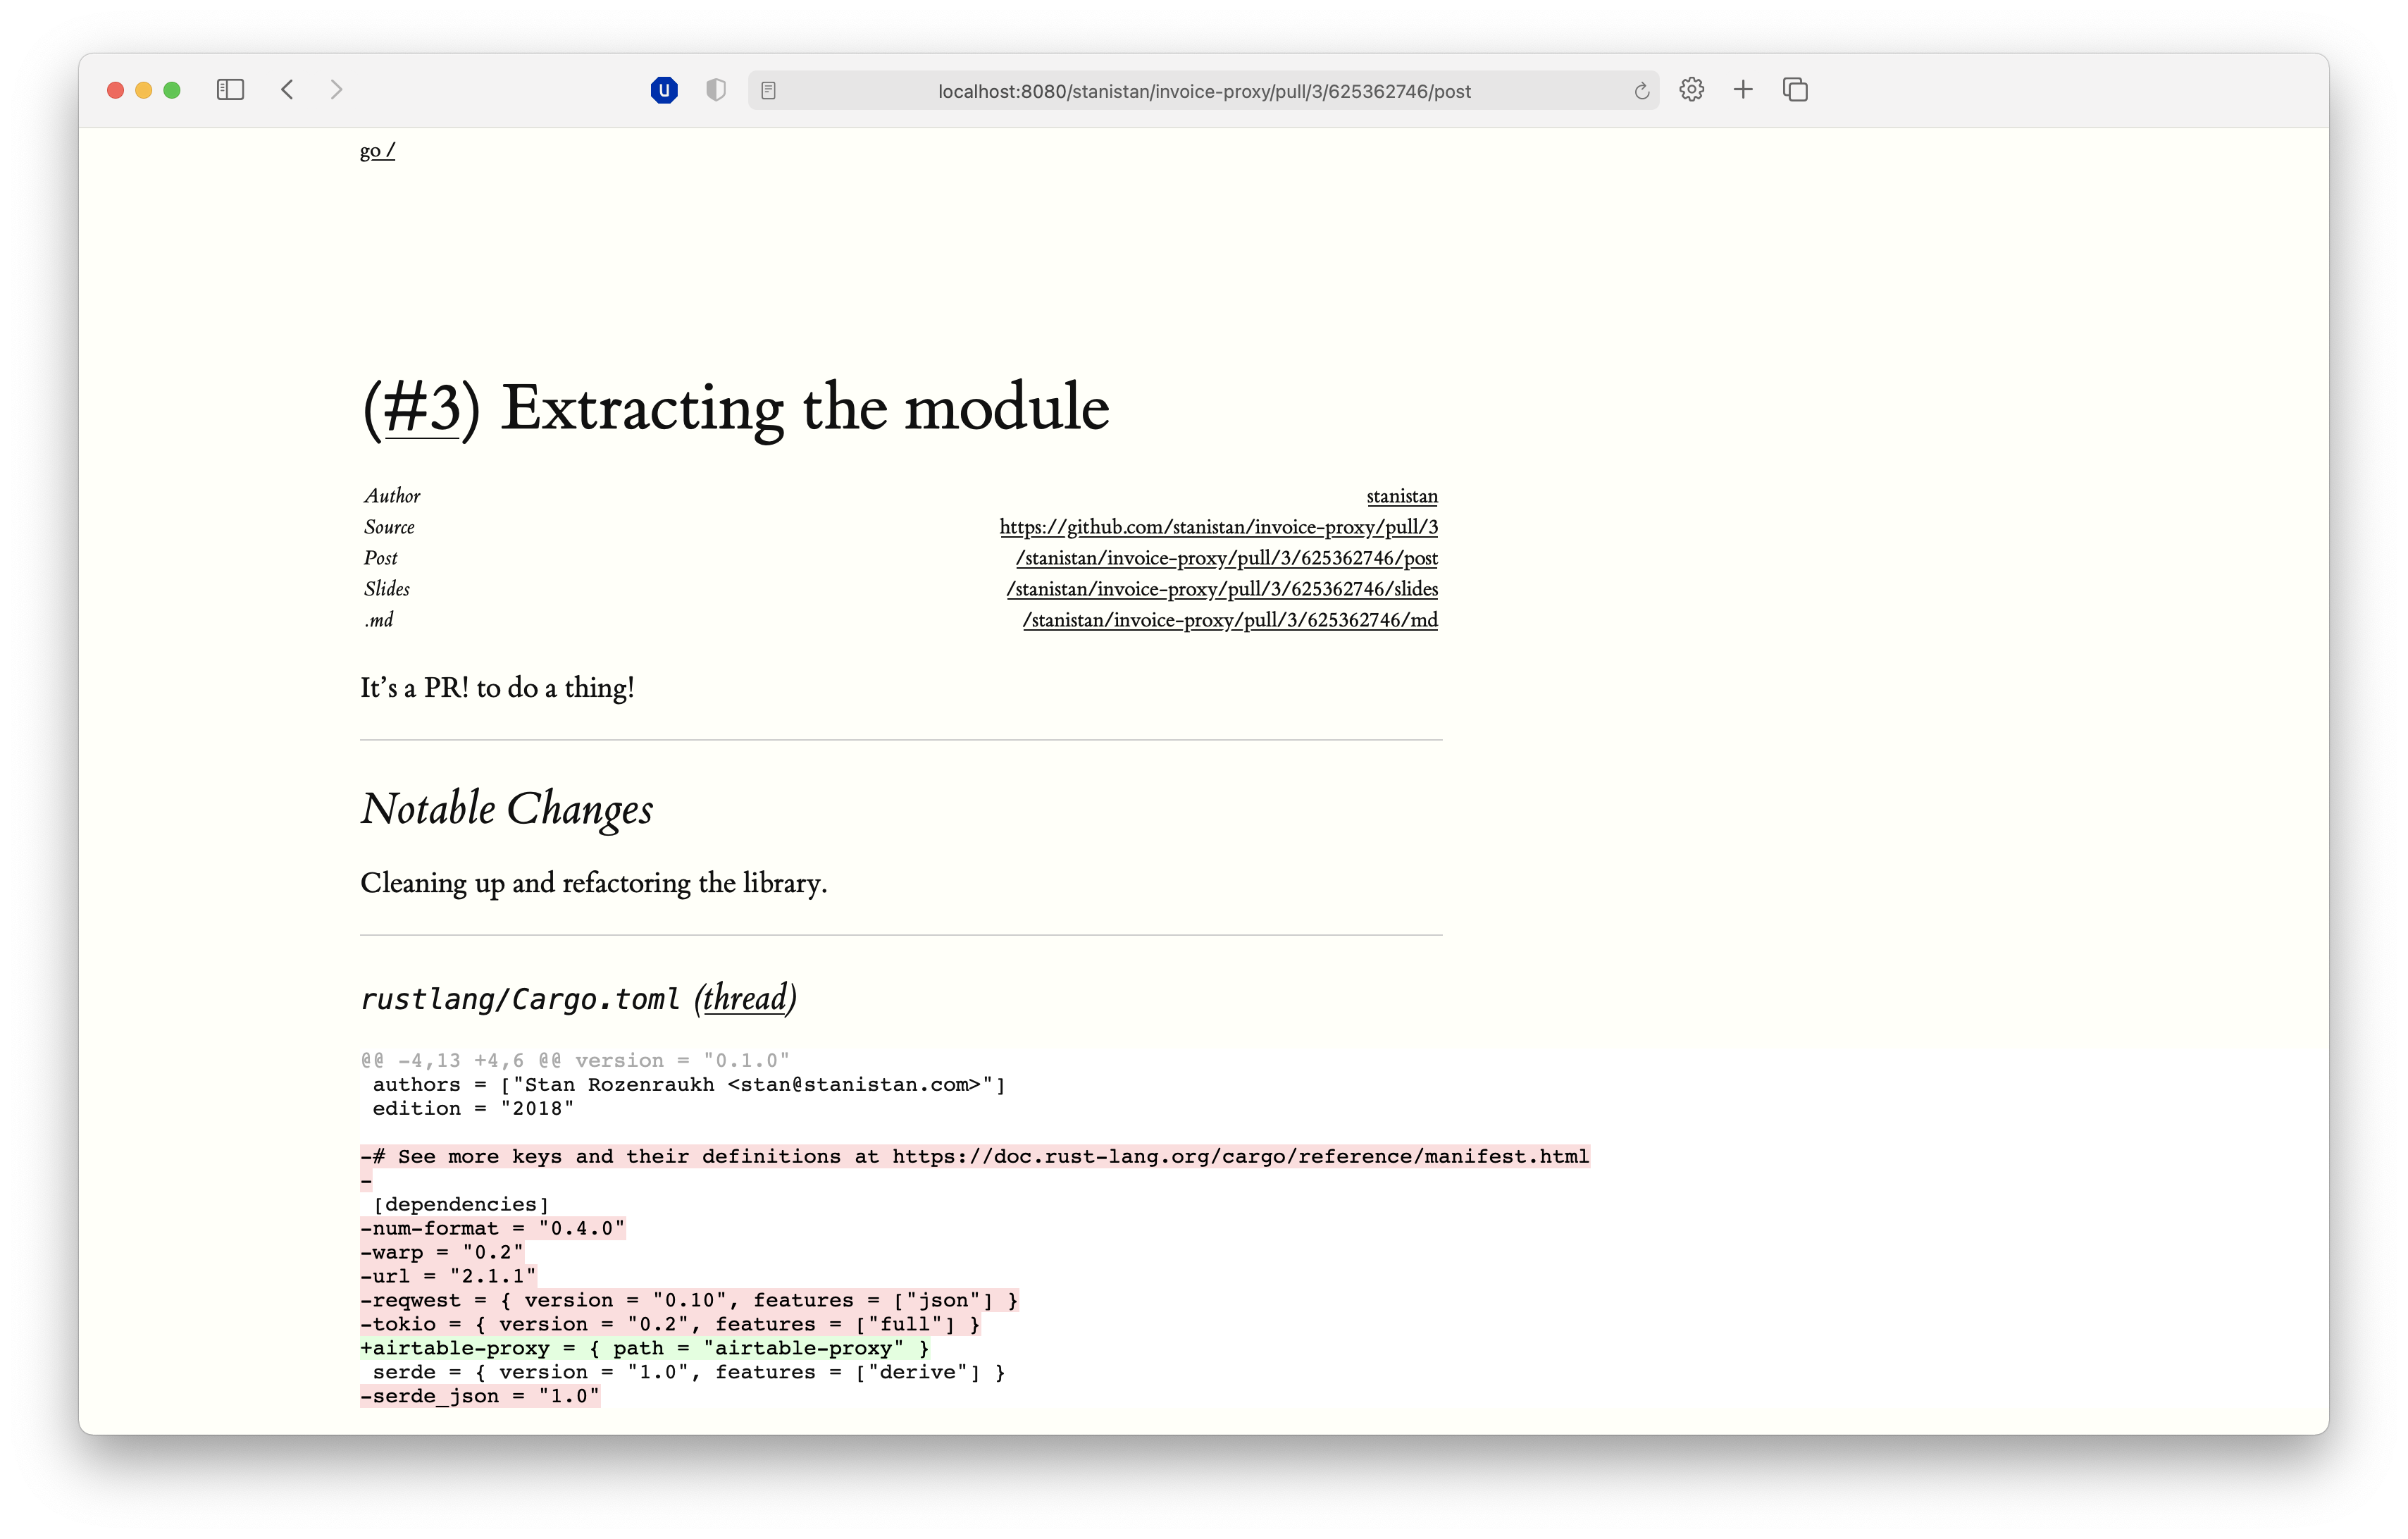 U
localhost:8080/stanistan/invoice-proxy/pull/3/625362746/post
go /
(#3) Extracting the module
Author stanistan
Source https://github.com/stanistan/invoice-proxy/pull/3
Post /stanistan/invoice-proxy/pull/3/625362746/post
Slides /stanistan/invoice-proxy/pull/3/625362746/slides
.md /stanistan/invoice-proxy/pull/3/625362746/md
It’s a PR! to do a thing!
Notable Changes
Cleaning up and refactoring the library.
rustlang/Cargo.toml (thread)
@@ -4,13 +4,6 @@ version = "0.1.0"
 authors = ["Stan Rozenraukh <stan@stanistan.com>"]
 edition = "2018"
-# See more keys and their definitions at https://doc.rust-lang.org/cargo/reference/manifest.html
-
 [dependencies]
-num-format = "0.4.0"
-warp = "0.2"
-url = "2.1.1"
-reqwest = { version = "0.10", features = ["json"] }
-tokio = { version = "0.2", features = ["full"] }
+airtable-proxy = { path = "airtable-proxy" }
 serde = { version = "1.0", features = ["derive"] }
-serde_json = "1.0"